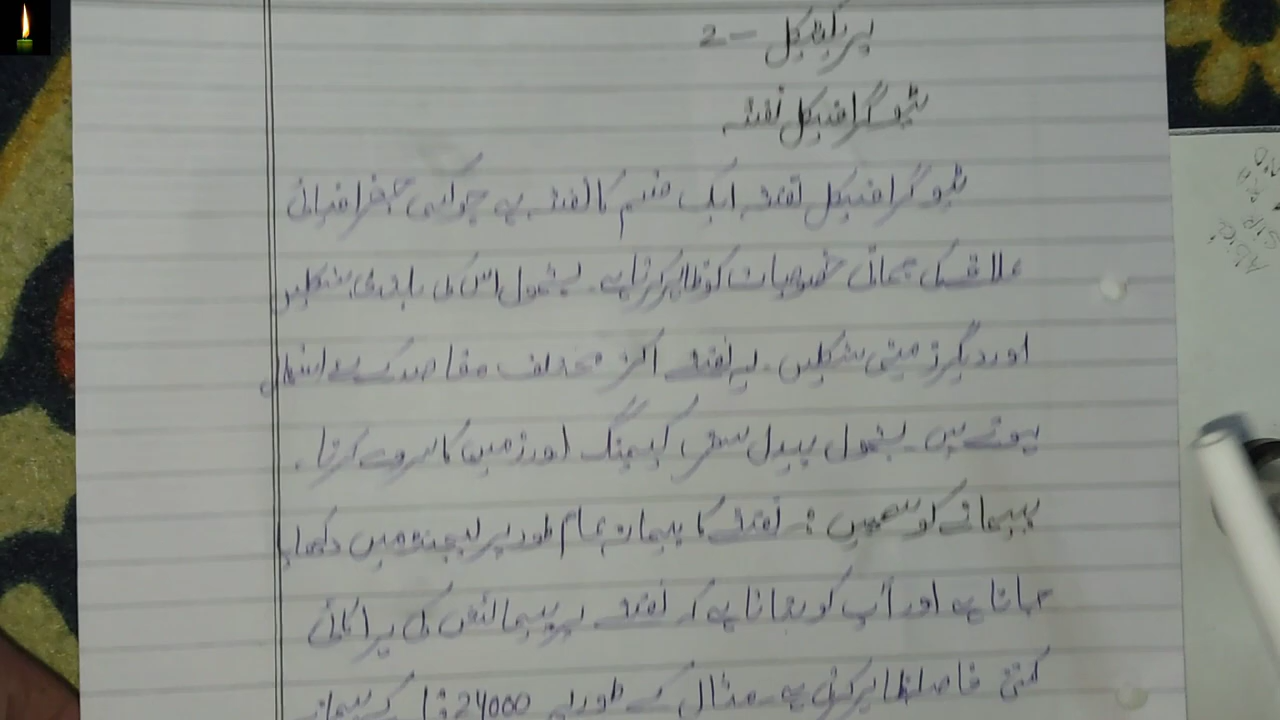 پریکٹیکل -2
ٹپوگرافیکل نقشہ
ٹپوگرافیکل نقشہ ایک قسم کا نقشہ ہے جو کسی جغرافیائی
علاقے کی جسمانی خصوصیات کو ظاہر کرتا ہے۔ بشمول اس کی شکلیں
اور دیگر زمینی شکلیں۔ یہ نقشے اکثر مختلف مقاصد کے لیے استعمال
ہوتے ہیں۔ بشمول پیدل سفر، کیمپنگ اور زمین کا سروے کرنا۔
پیمانے کو سمجھیں :- نقشے کا پیمانہ عام طور پر لیجنڈ میں دکھایا
جاتا ہے اور آپ کو بتاتا ہے کہ نقشے پر پیمائش کی ہر اکائی
کتنی فاصلہ ظاہر کرتی ہے۔ مثال کے طور پر 1:24000 کے پیمانے